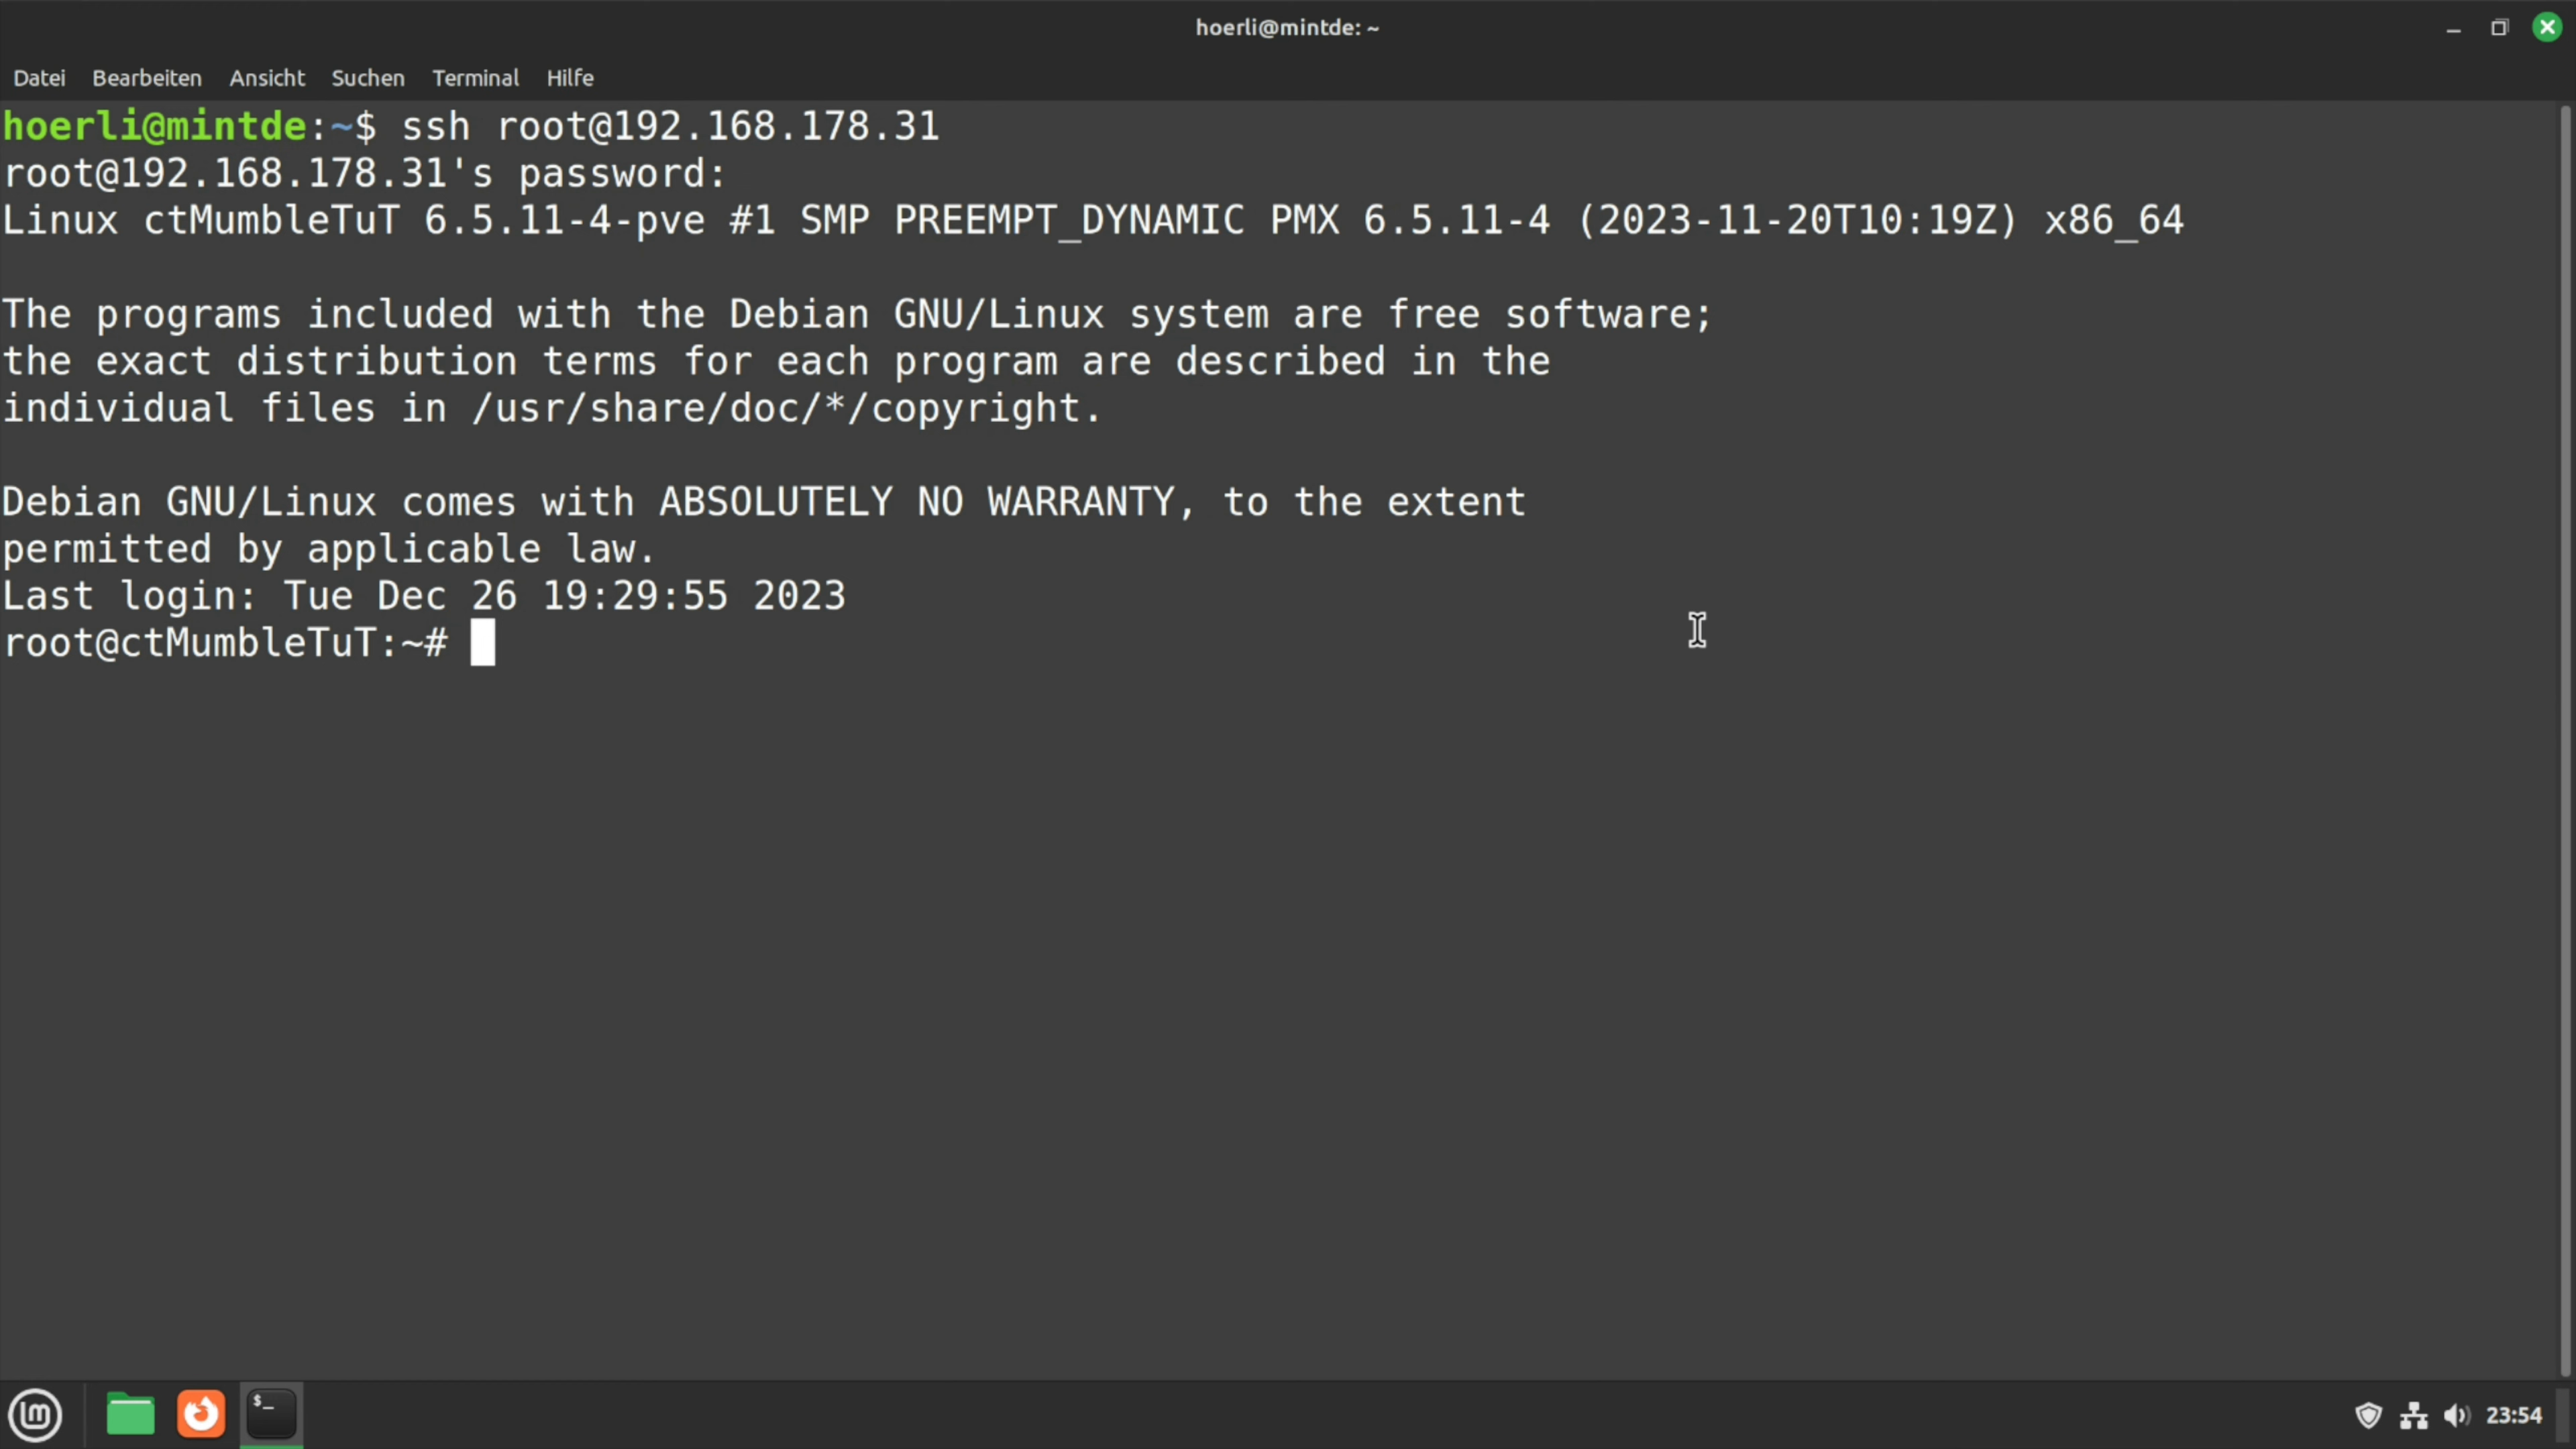 hoerli@mintde: ~
Datei Bearbeiten Ansicht Suchen Terminal Hilfe
hoerli@mintde:~$ ssh root@192.168.178.31
root@192.168.178.31's password:
Linux ctMumbleTuT 6.5.11-4-pve #1 SMP PREEMPT_DYNAMIC PMX 6.5.11-4 (2023-11-20T10:19Z) x86_64
The programs included with the Debian GNU/Linux system are free software;
the exact distribution terms for each program are described in the
individual files in /usr/share/doc/*/copyright.
Debian GNU/Linux comes with ABSOLUTELY NO WARRANTY, to the extent
permitted by applicable law.
Last login: Tue Dec 26 19:29:55 2023
root@ctMumbleTuT:~#
$_
23:54